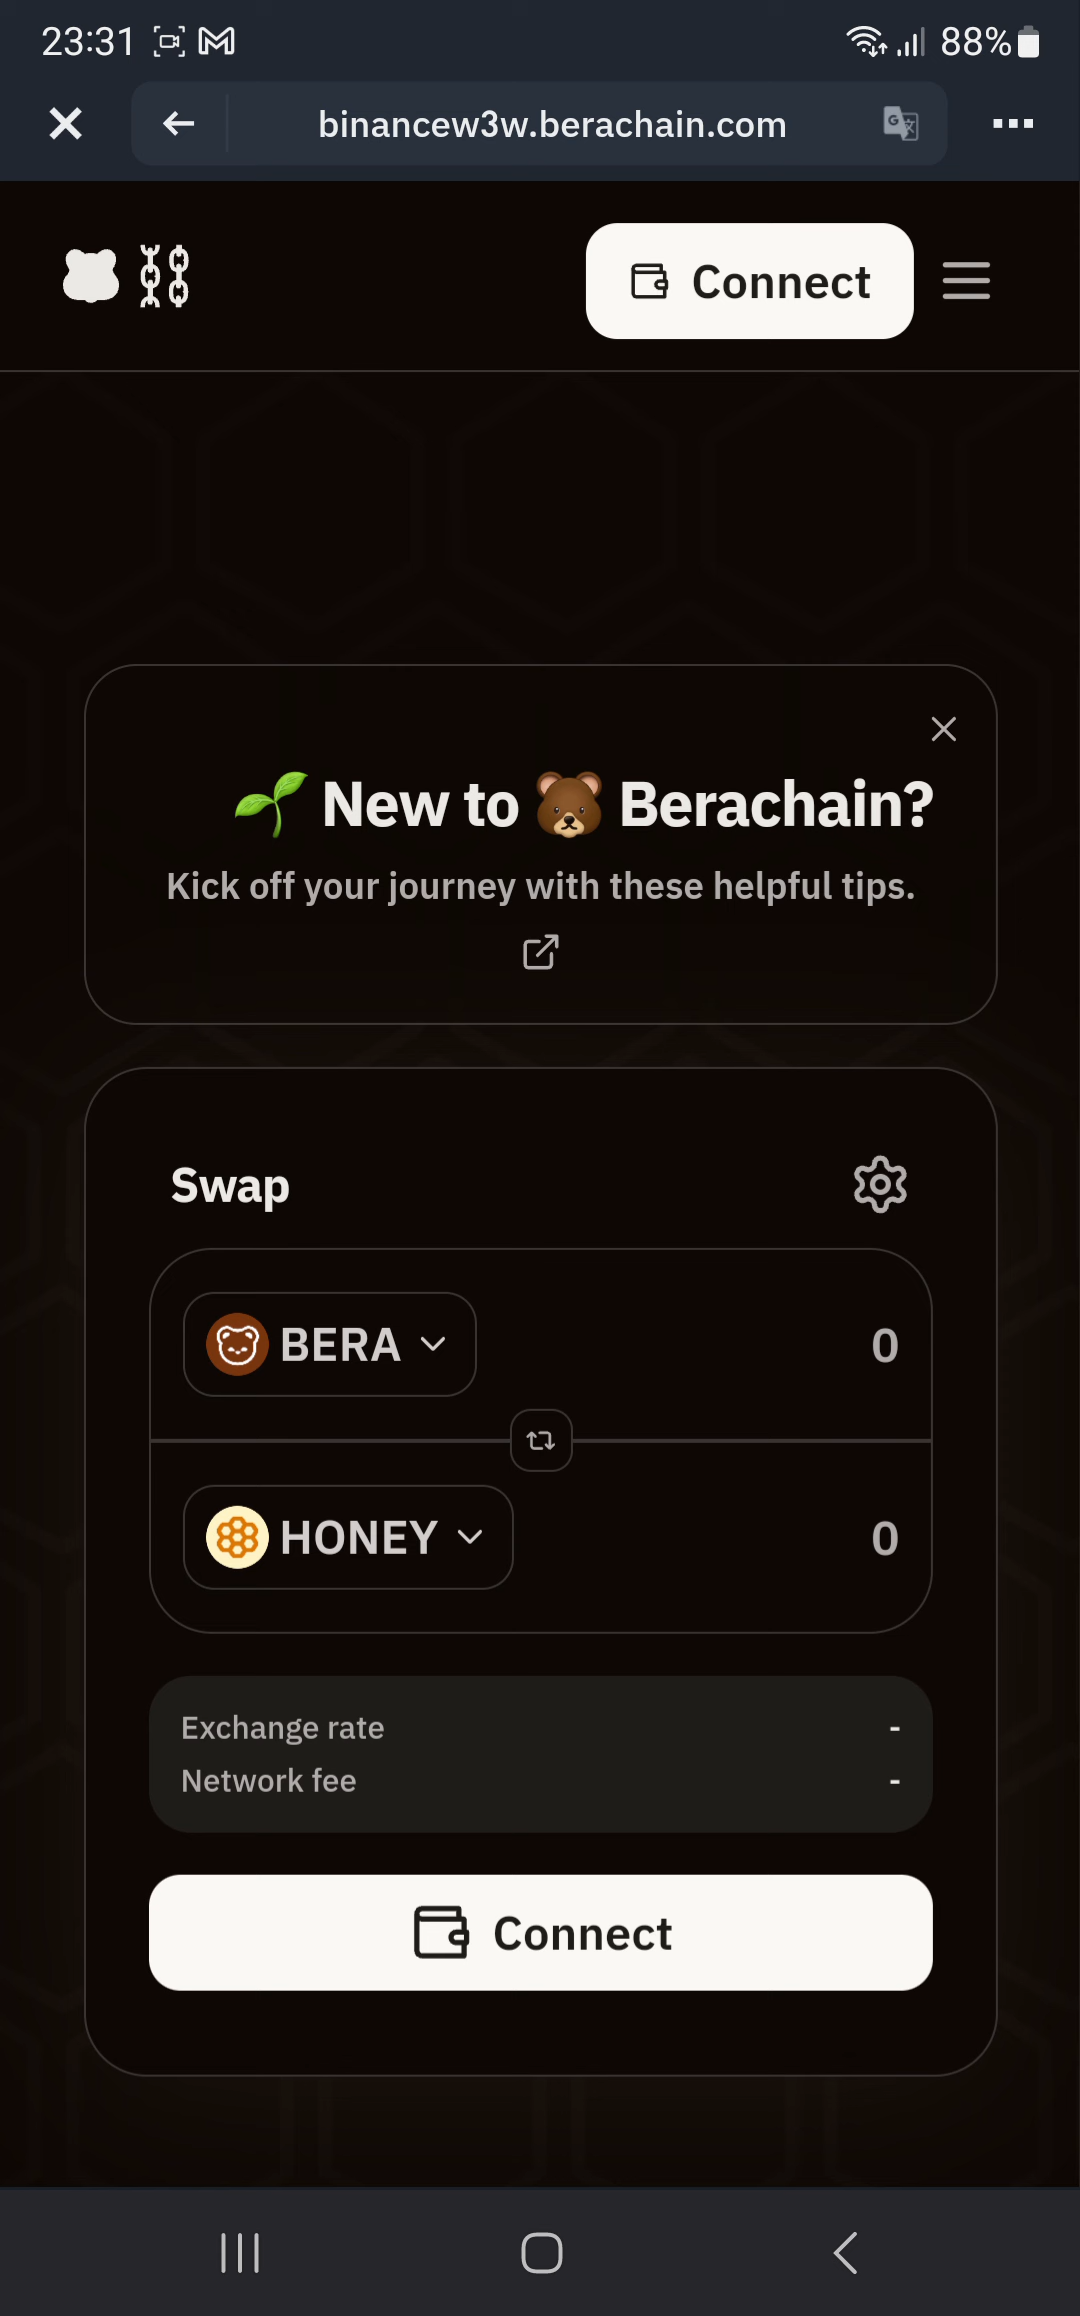 23:31
88%
binancew3w.berachain.com
Connect
New to Berachain?
Kick off your journey with these helpful tips.
Swap
BERA
0
HONEY
0
Exchange rate -
Network fee -
Connect